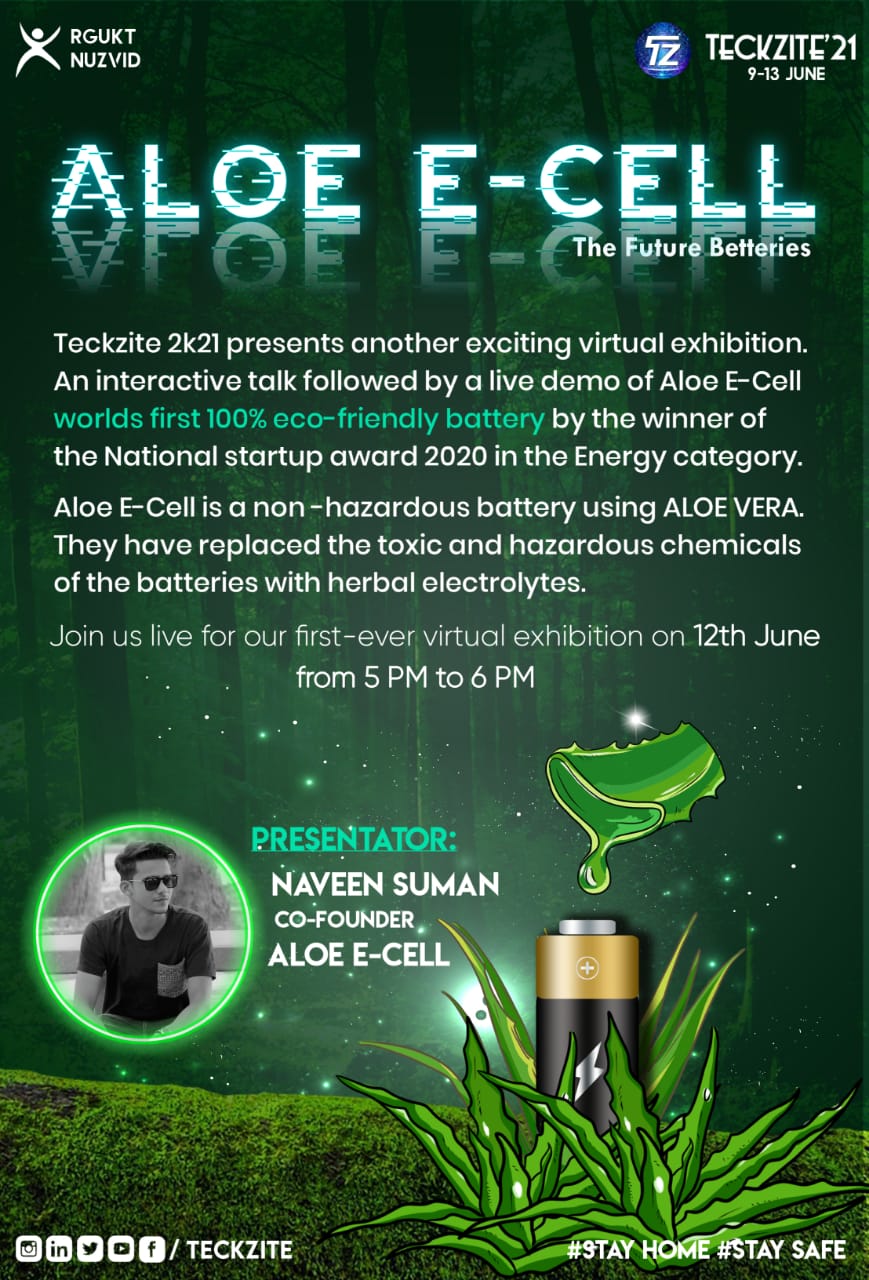 RGUKT
NUZVID
TZ
TECKZITE'21
9-13 JUNE
ALOE E-CELL
The Future Betteries
Teckzite 2k21 presents another exciting virtual exhibition.
An interactive talk followed by a live demo of Aloe E-Cell
worlds first 100% eco-friendly battery by the winner of
the National startup award 2020 in the Energy category.
Aloe E-Cell is a non -hazardous battery using ALOE VERA.
They have replaced the toxic and hazardous chemicals
of the batteries with herbal electrolytes.
Join us live for our first-ever virtual exhibition on 12th June
from 5 PM to 6 PM
PRESENTATOR:
NAVEEN SUMAN
CO-FOUNDER
ALOE E-CELL
/ TECKZITE
#STAY HOME #STAY SAFE